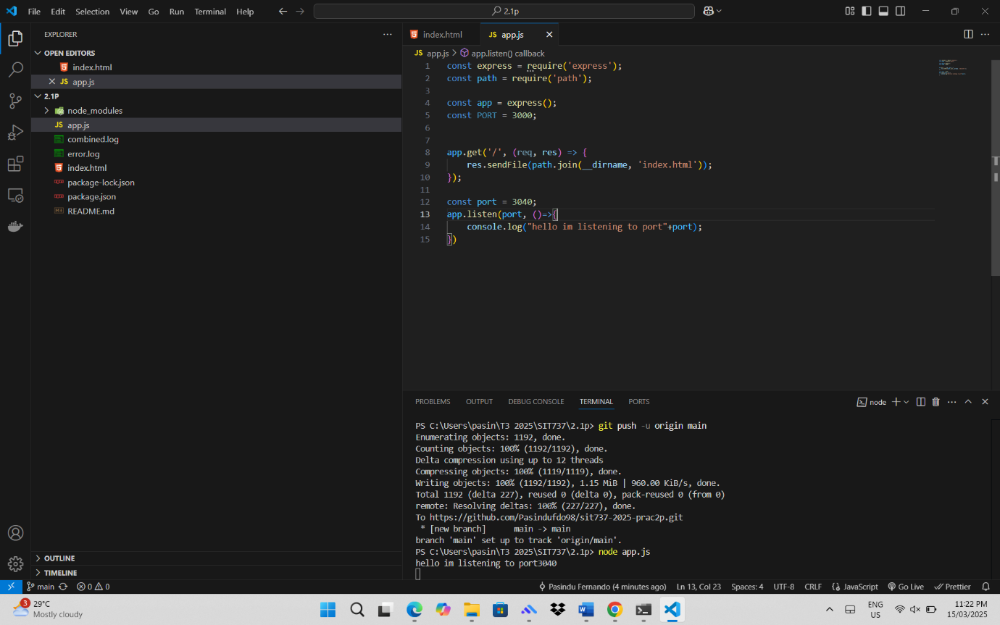 File Edit Selection View Go Run Terminal Help
2.1p
EXPLORER
OPEN EDITORS
index.html
JS app.js
2.1P
node_modules
JS app.js
combined.log
error.log
index.html
package-lock.json
package.json
README.md
OUTLINE
TIMELINE
index.html JS app.js
JS app.js > app.listen() callback
1 const express = require('express');
2 const path = require('path');
3
4 const app = express();
5 const PORT = 3000;
6
7
8 app.get('/', (req, res) => {
9 res.sendFile(path.join(__dirname, 'index.html'));
10 });
11
12 const port = 3040;
13 app.listen(port, ()=>{
14 console.log("hello im listening to port"+port);
15 })
PROBLEMS OUTPUT DEBUG CONSOLE TERMINAL PORTS
node
PS C:\Users\pasin\T3 2025\SIT737\2.1p> git push -u origin main
Enumerating objects: 1192, done.
Counting objects: 100% (1192/1192), done.
Delta compression using up to 12 threads
Compressing objects: 100% (1119/1119), done.
Writing objects: 100% (1192/1192), 1.15 MiB | 960.00 KiB/s, done.
Total 1192 (delta 227), reused 0 (delta 0), pack-reused 0 (from 0)
remote: Resolving deltas: 100% (227/227), done.
To https://github.com/Pasindufdo98/sit737-2025-prac2p.git
* [new branch] main -> main
branch 'main' set up to track 'origin/main'.
PS C:\Users\pasin\T3 2025\SIT737\2.1p> node app.js
hello im listening to port3040
main 0 0 Pasindu Fernando (4 minutes ago) Ln 13, Col 23 Spaces: 4 UTF-8 CRLF {} JavaScript Go Live Prettier
3
29°C
Mostly cloudy
ENG
US
11:22 PM
15/03/2025